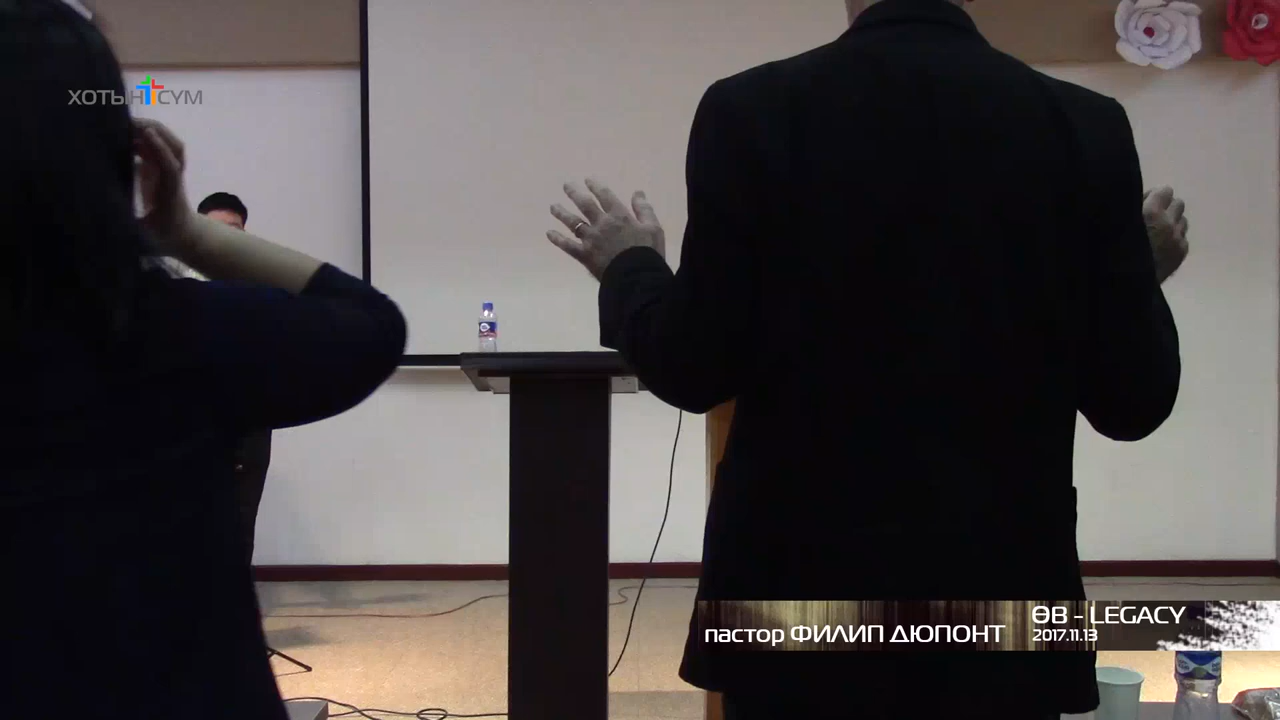 ХОТЫН СҮМ
пастор ФИЛИП ДЮПОНТ
ӨВ - LEGACY
2017.11.13